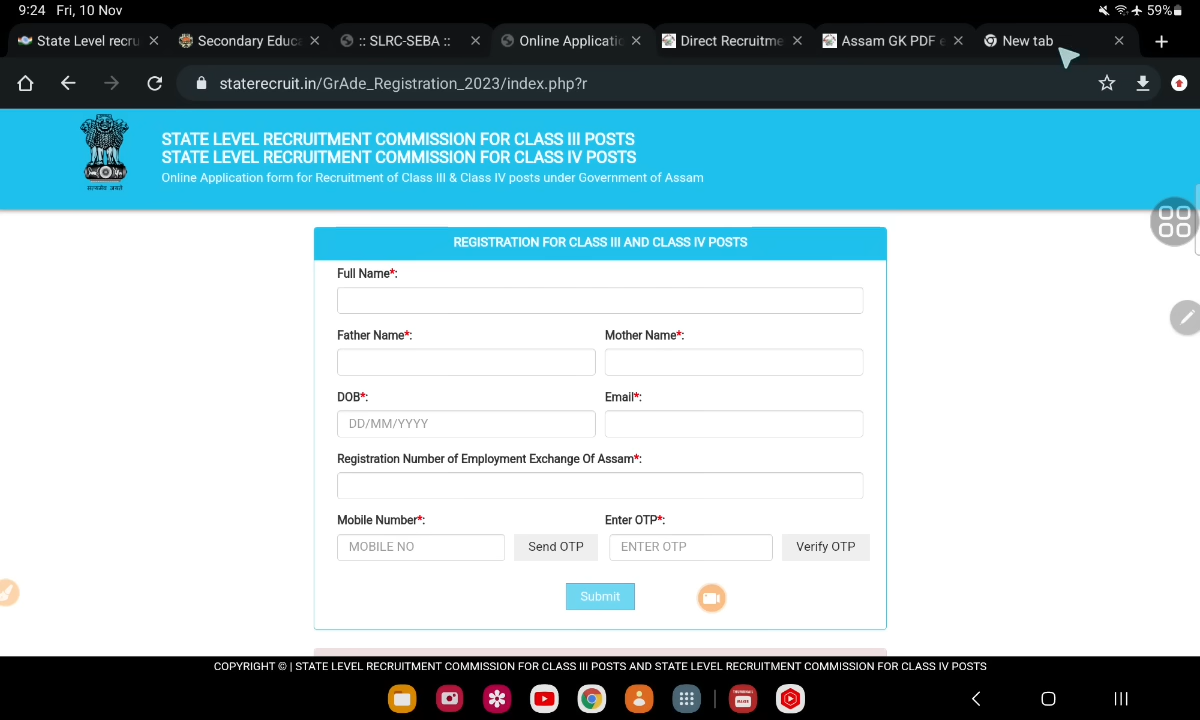 9:24 Fri, 10 Nov
59%
State Level recru
Secondary Educa
:: SLRC-SEBA ::
Online Applicatic
Direct Recruitme
Assam GK PDF e
New tab
staterecruit.in/GrAde_Registration_2023/index.php?r
STATE LEVEL RECRUITMENT COMMISSION FOR CLASS III POSTS
STATE LEVEL RECRUITMENT COMMISSION FOR CLASS IV POSTS
Online Application form for Recruitment of Class III & Class IV posts under Government of Assam
सत्यमेव जयते
REGISTRATION FOR CLASS III AND CLASS IV POSTS
Full Name*:
Father Name*:
Mother Name*:
DOB*:
Email*:
DD/MM/YYYY
Registration Number of Employment Exchange Of Assam*:
Mobile Number*:
Enter OTP*:
MOBILE NO
Send OTP
ENTER OTP
Verify OTP
Submit
COPYRIGHT © | STATE LEVEL RECRUITMENT COMMISSION FOR CLASS III POSTS AND STATE LEVEL RECRUITMENT COMMISSION FOR CLASS IV POSTS